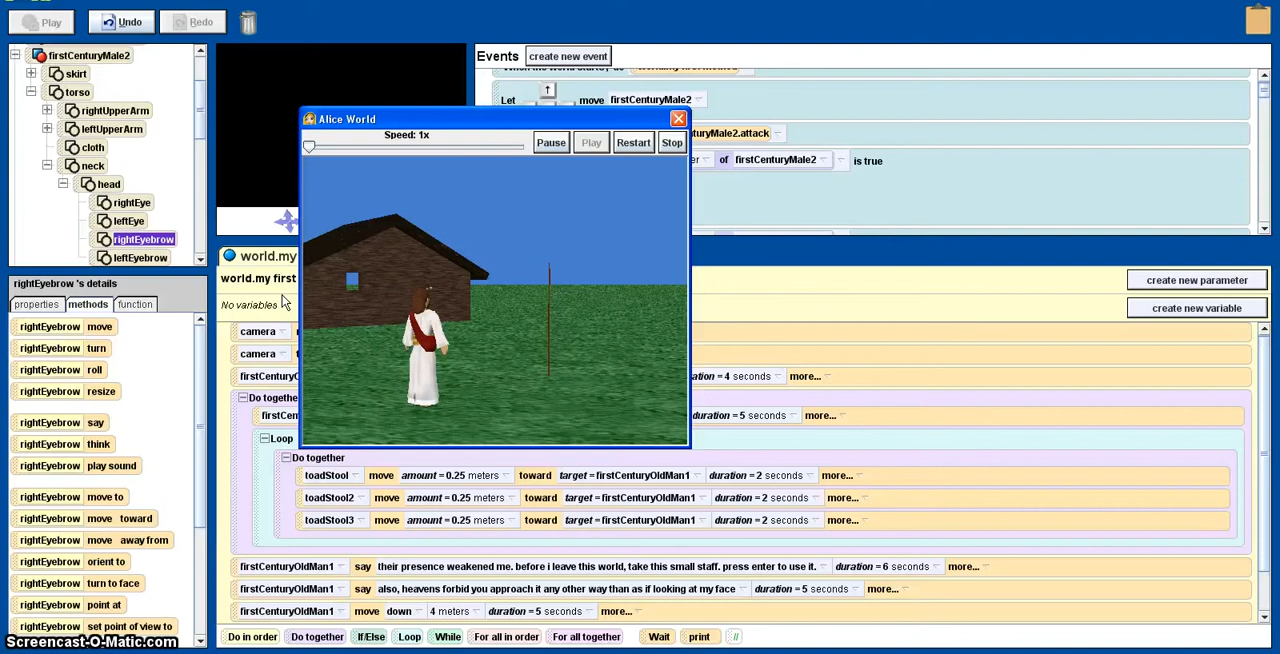 Play Undo Redo
firstCenturyMale2
skirt
torso
rightUpperArm
leftUpperArm
cloth
neck
head
rightEye
leftEye
rightEyebrow
leftEyebrow
rightEyebrow 's details
properties methods function
rightEyebrow move
rightEyebrow turn
rightEyebrow roll
rightEyebrow resize
rightEyebrow say
rightEyebrow think
rightEyebrow play sound
rightEyebrow move to
rightEyebrow move toward
rightEyebrow move away from
rightEyebrow orient to
rightEyebrow turn to face
rightEyebrow point at
rightEyebrow set point of view to
Screencast-O-Matic.com
Events create new event
Let ↑ move firstCenturyMale2
uryMale2.attack
of firstCenturyMale2 is true
Alice World
Speed: 1x
Pause Play Restart Stop
world.my
world.my first
No variables
create new parameter
create new variable
camera
camera
firstCenturyO
duration = 4 seconds more...
Do togethe
firstCent
duration = 5 seconds more...
Loop
Do together
toadStool move amount = 0.25 meters toward target = firstCenturyOldMan1 duration = 2 seconds more...
toadStool2 move amount = 0.25 meters toward target = firstCenturyOldMan1 duration = 2 seconds more...
toadStool3 move amount = 0.25 meters toward target = firstCenturyOldMan1 duration = 2 seconds more...
firstCenturyOldMan1 say their presence weakened me. before i leave this world, take this small staff. press enter to use it. duration = 6 seconds more...
firstCenturyOldMan1 say also, heavens forbid you approach it any other way than as if looking at my face duration = 5 seconds more...
firstCenturyOldMan1 move down 4 meters duration = 5 seconds more...
Do in order Do together If/Else Loop While For all in order For all together Wait print //